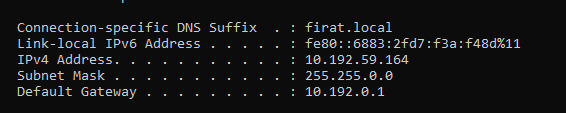 Connection-specific DNS Suffix  . : firat.local
Link-local IPv6 Address . . . . . : fe80::6883:2fd7:f3a:f48d%11
IPv4 Address. . . . . . . . . . . : 10.192.59.164
Subnet Mask . . . . . . . . . . . : 255.255.0.0
Default Gateway . . . . . . . . . : 10.192.0.1